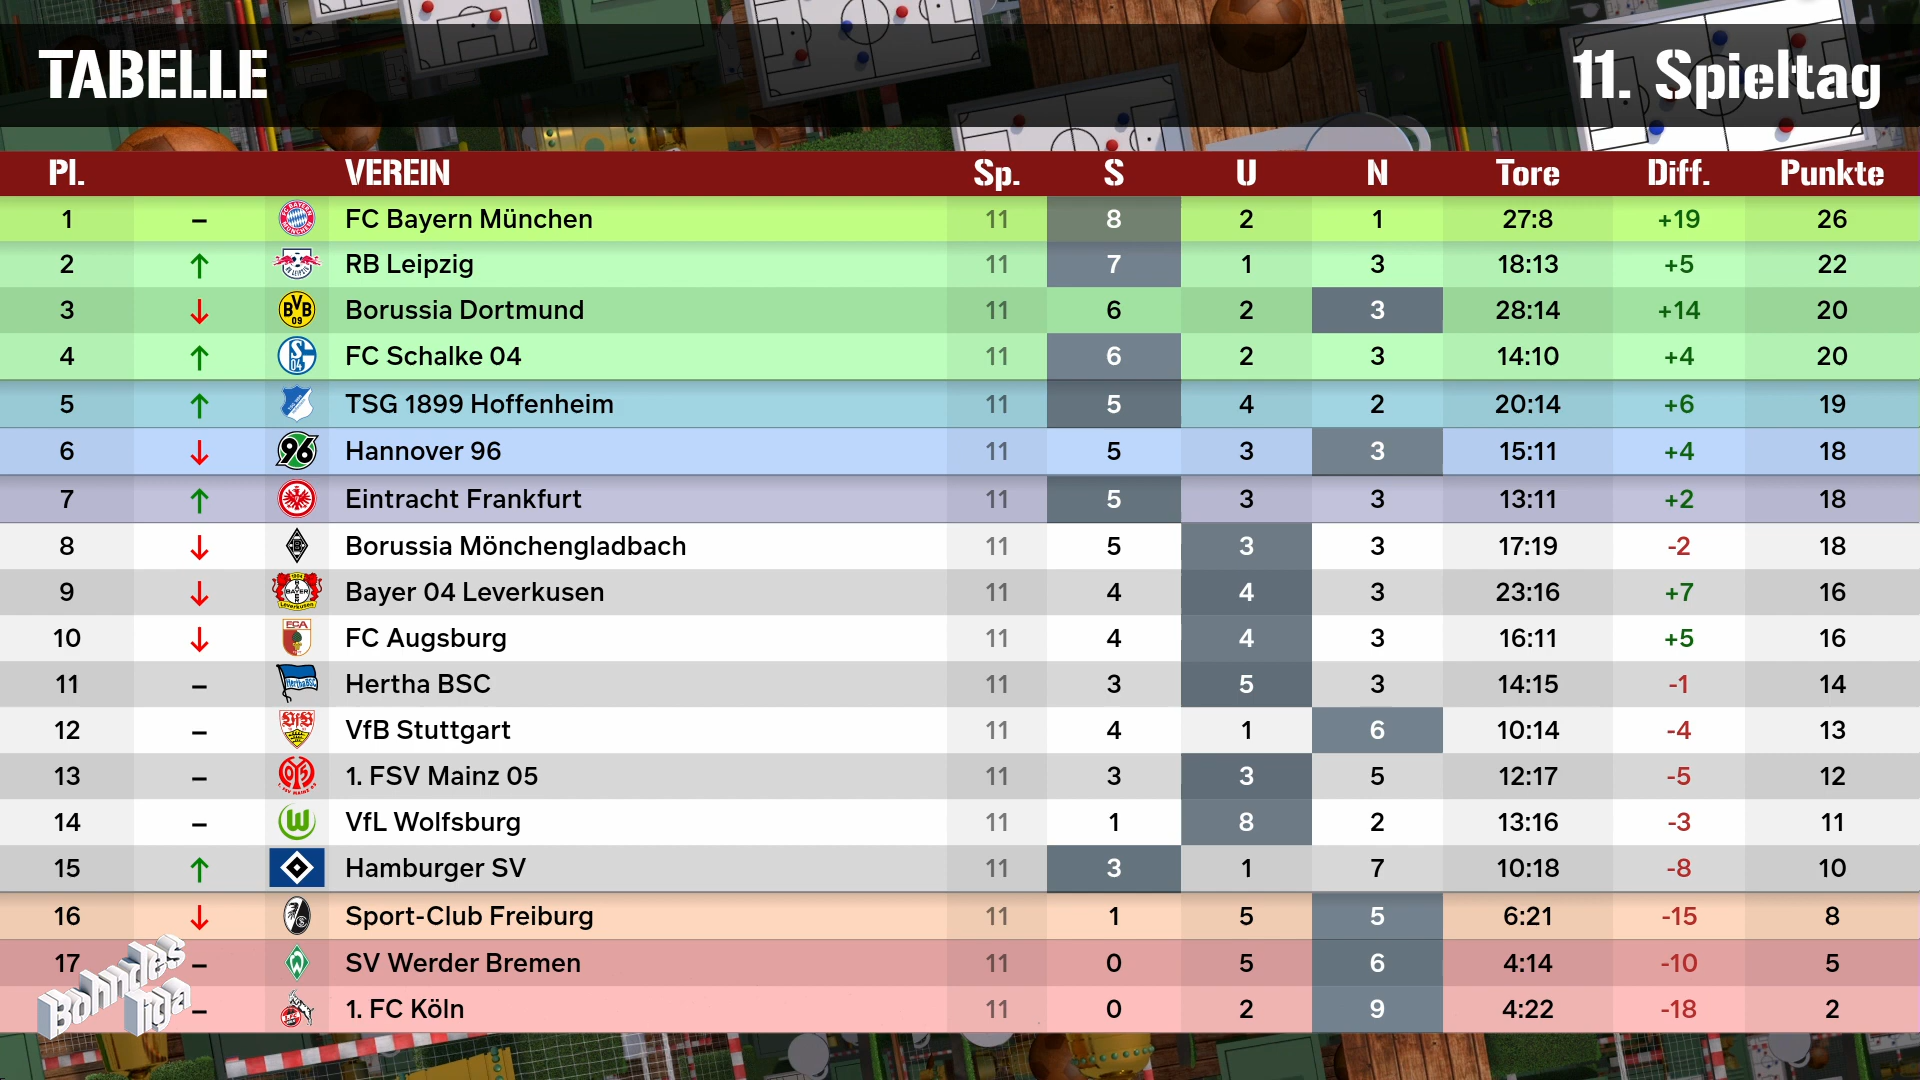 TABELLE 11. Spieltag
Pl. VEREIN Sp. S U N Tore Diff. Punkte
1 – FC Bayern München 11 8 2 1 27:8 +19 26
2 ↑ RB Leipzig 11 7 1 3 18:13 +5 22
3 ↓ Borussia Dortmund 11 6 2 3 28:14 +14 20
4 ↑ FC Schalke 04 11 6 2 3 14:10 +4 20
5 ↑ TSG 1899 Hoffenheim 11 5 4 2 20:14 +6 19
6 ↓ Hannover 96 11 5 3 3 15:11 +4 18
7 ↑ Eintracht Frankfurt 11 5 3 3 13:11 +2 18
8 ↓ Borussia Mönchengladbach 11 5 3 3 17:19 -2 18
9 ↓ Bayer 04 Leverkusen 11 4 4 3 23:16 +7 16
10 ↓ FC Augsburg 11 4 4 3 16:11 +5 16
11 – Hertha BSC 11 3 5 3 14:15 -1 14
12 – VfB Stuttgart 11 4 1 6 10:14 -4 13
13 – 1. FSV Mainz 05 11 3 3 5 12:17 -5 12
14 – VfL Wolfsburg 11 1 8 2 13:16 -3 11
15 ↑ Hamburger SV 11 3 1 7 10:18 -8 10
16 ↓ Sport-Club Freiburg 11 1 5 5 6:21 -15 8
17 – SV Werder Bremen 11 0 5 6 4:14 -10 5
– 1. FC Köln 11 0 2 9 4:22 -18 2
Bohndes
liga